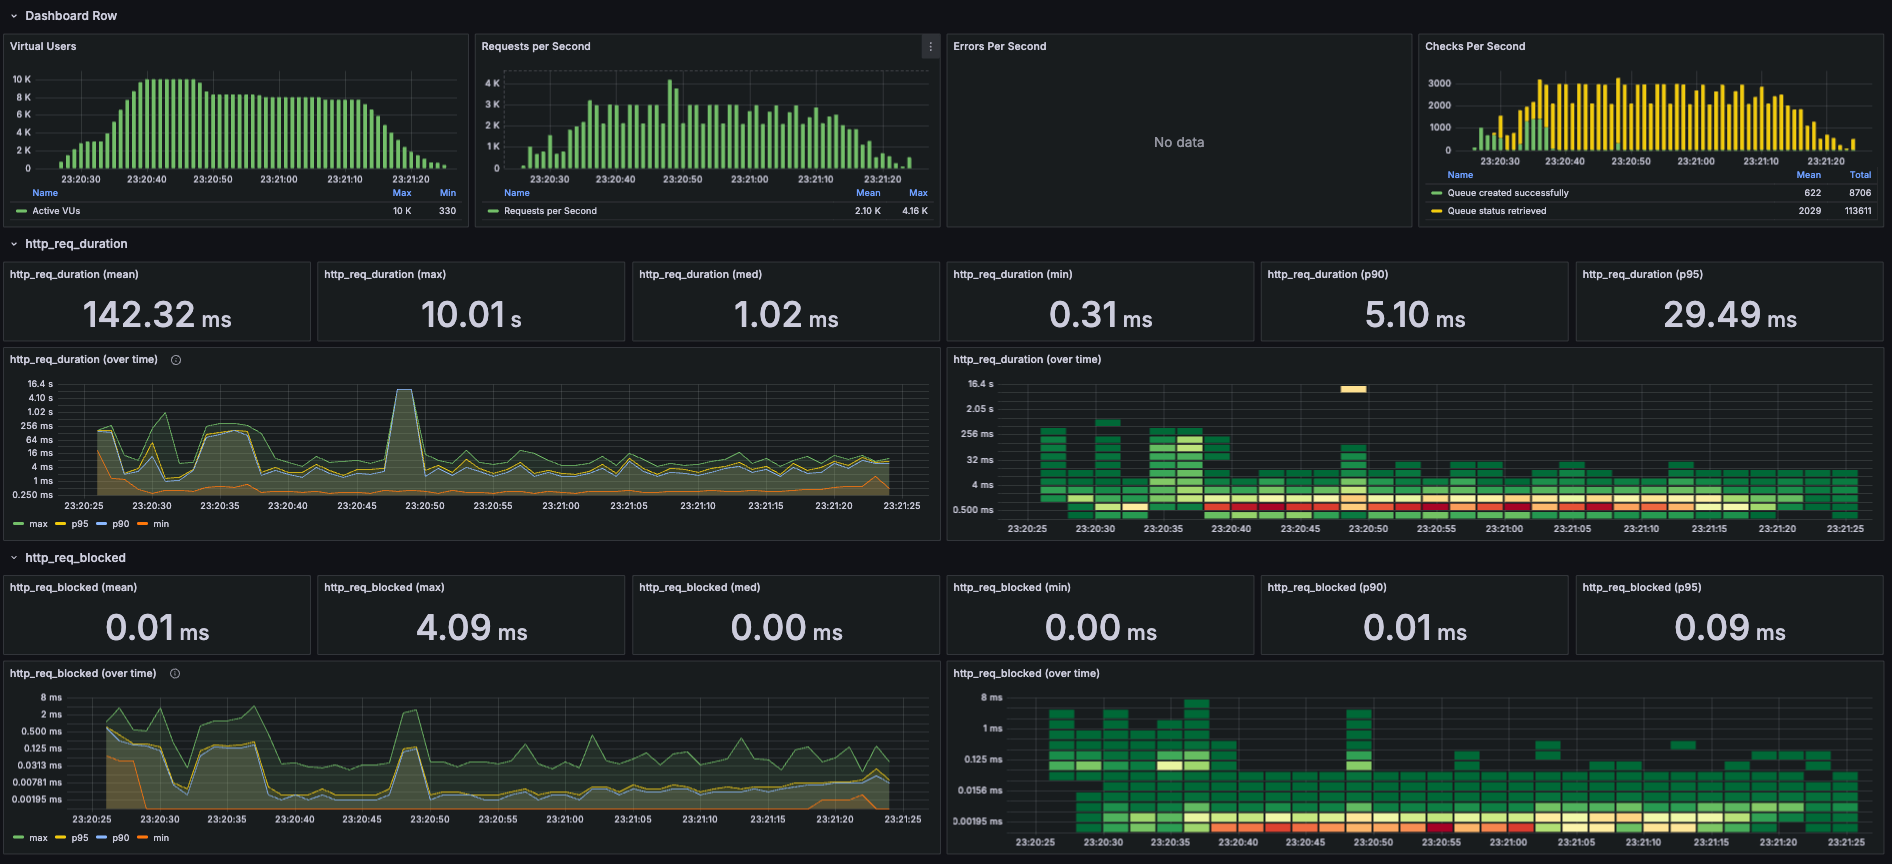 Dashboard Row
Virtual Users
10 K
8 K
6 K
4 K
2 K
0
23:20:30 23:20:40 23:20:50 23:21:00 23:21:10 23:21:20
Name Max Min
Active VUs 10 K 330
Requests per Second
4 K
3 K
2 K
1 K
0
23:20:30 23:20:40 23:20:50 23:21:00 23:21:10 23:21:20
Name Mean Max
Requests per Second 2.10 K 4.16 K
Errors Per Second
No data
Checks Per Second
3000
2000
1000
0
23:20:30 23:20:40 23:20:50 23:21:00 23:21:10 23:21:20
Name Mean Total
Queue created successfully 622 8706
Queue status retrieved 2029 113611
http_req_duration
http_req_duration (mean)
142.32 ms
http_req_duration (max)
10.01 s
http_req_duration (med)
1.02 ms
http_req_duration (min)
0.31 ms
http_req_duration (p90)
5.10 ms
http_req_duration (p95)
29.49 ms
http_req_duration (over time)
16.4 s
4.10 s
1.02 s
256 ms
64 ms
16 ms
4 ms
1 ms
0.250 ms
23:20:25 23:20:30 23:20:35 23:20:40 23:20:45 23:20:50 23:20:55 23:21:00 23:21:05 23:21:10 23:21:15 23:21:20 23:21:25
max p95 p90 min
http_req_duration (over time)
16.4 s
2.05 s
256 ms
32 ms
4 ms
0.500 ms
23:20:25 23:20:30 23:20:35 23:20:40 23:20:45 23:20:50 23:20:55 23:21:00 23:21:05 23:21:10 23:21:15 23:21:20 23:21:25
http_req_blocked
http_req_blocked (mean)
0.01 ms
http_req_blocked (max)
4.09 ms
http_req_blocked (med)
0.00 ms
http_req_blocked (min)
0.00 ms
http_req_blocked (p90)
0.01 ms
http_req_blocked (p95)
0.09 ms
http_req_blocked (over time)
8 ms
2 ms
0.500 ms
0.125 ms
0.0313 ms
0.00781 ms
0.00195 ms
23:20:25 23:20:30 23:20:35 23:20:40 23:20:45 23:20:50 23:20:55 23:21:00 23:21:05 23:21:10 23:21:15 23:21:20 23:21:25
max p95 p90 min
http_req_blocked (over time)
8 ms
1 ms
0.125 ms
0.0156 ms
0.00195 ms
23:20:25 23:20:30 23:20:35 23:20:40 23:20:45 23:20:50 23:20:55 23:21:00 23:21:05 23:21:10 23:21:15 23:21:20 23:21:25